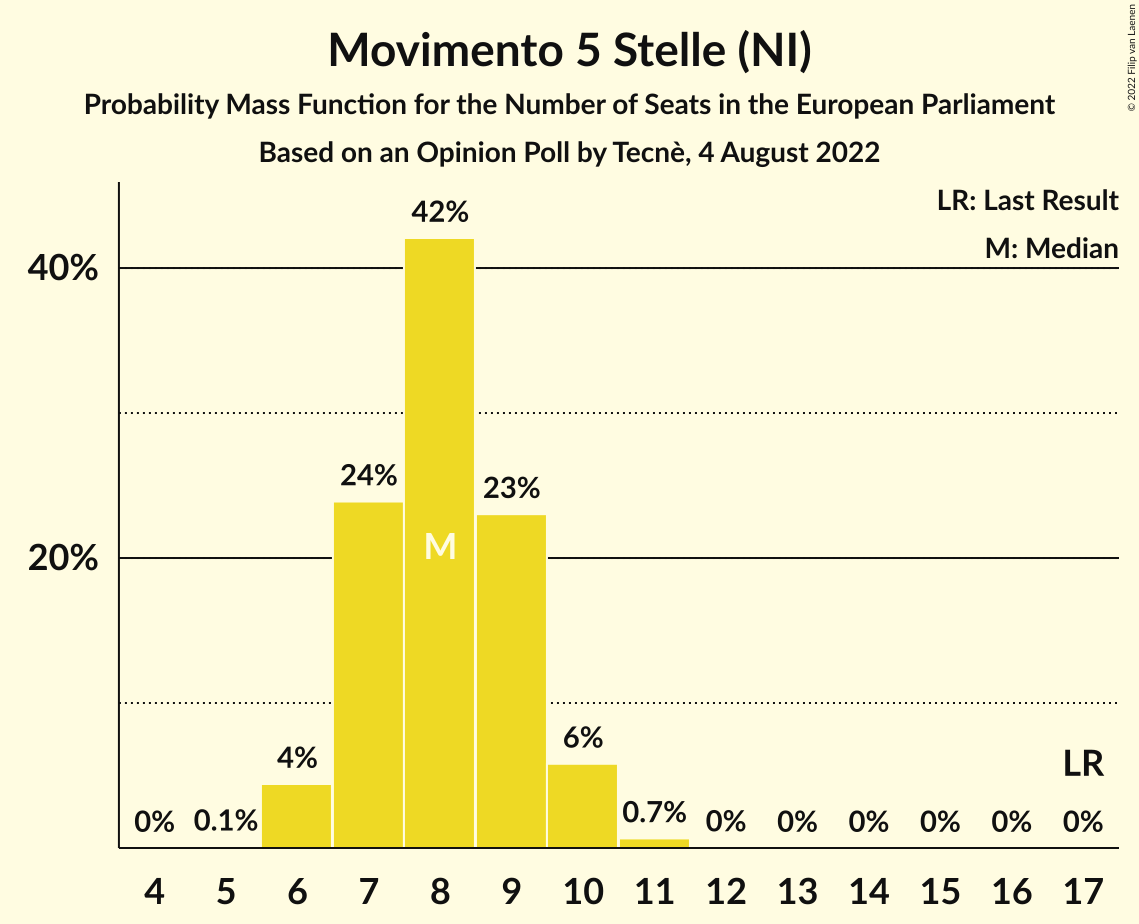 Movimento 5 Stelle (NI)
Probability Mass Function for the Number of Seats in the European Parliament
Based on an Opinion Poll by Tecnè, 4 August 2022
© 2022 Filip van Laenen
LR: Last Result
M: Median
42%
40%
24%
23%
M
20%
6%
4%
LR
0% 0.1% 0.7% 0% 0% 0% 0% 0% 0%
4 5 6 7 8 9 10 11 12 13 14 15 16 17